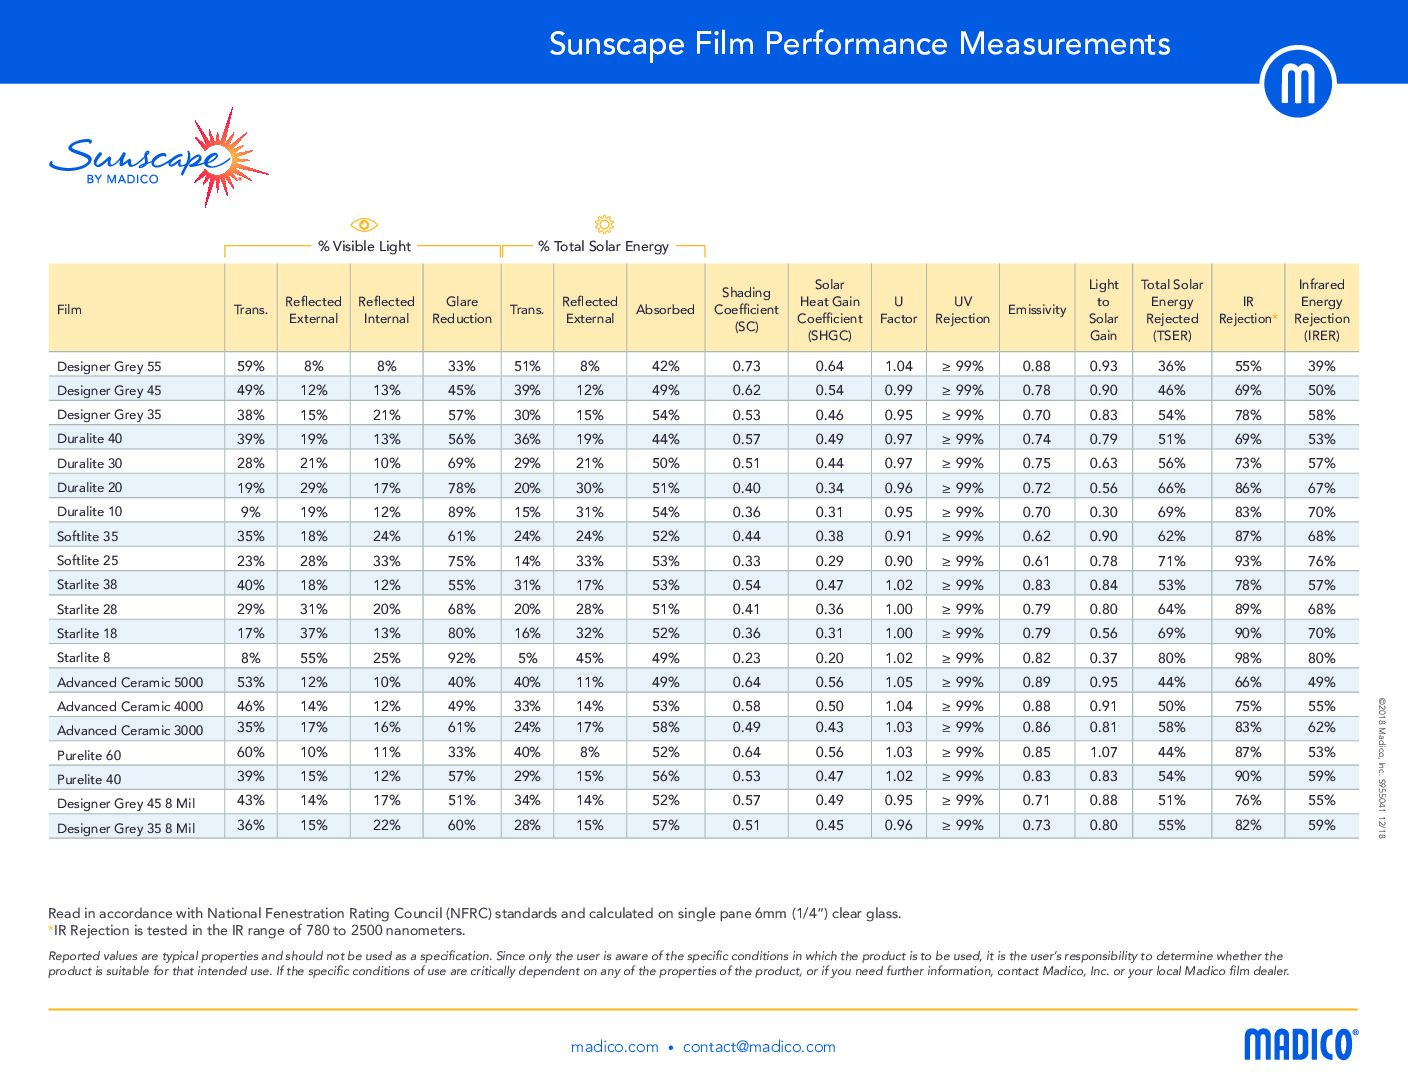 Sunscape Film Performance Measurements
m
Sunscape
BY MADICO
% Visible Light % Total Solar Energy
Film Trans. Reflected External Reflected Internal Glare Reduction Trans. Reflected External Absorbed Shading Coefficient (SC) Solar Heat Gain Coefficient (SHGC) U Factor UV Rejection Emissivity Light to Solar Gain Total Solar Energy Rejected (TSER) IR Rejection* Infrared Energy Rejection (IRER)
Designer Grey 55 59% 8% 8% 33% 51% 8% 42% 0.73 0.64 1.04 ≥ 99% 0.88 0.93 36% 55% 39%
Designer Grey 45 49% 12% 13% 45% 39% 12% 49% 0.62 0.54 0.99 ≥ 99% 0.78 0.90 46% 69% 50%
Designer Grey 35 38% 15% 21% 57% 30% 15% 54% 0.53 0.46 0.95 ≥ 99% 0.70 0.83 54% 78% 58%
Duralite 40 39% 19% 13% 56% 36% 19% 44% 0.57 0.49 0.97 ≥ 99% 0.74 0.79 51% 69% 53%
Duralite 30 28% 21% 10% 69% 29% 21% 50% 0.51 0.44 0.97 ≥ 99% 0.75 0.63 56% 73% 57%
Duralite 20 19% 29% 17% 78% 20% 30% 51% 0.40 0.34 0.96 ≥ 99% 0.72 0.56 66% 86% 67%
Duralite 10 9% 19% 12% 89% 15% 31% 54% 0.36 0.31 0.95 ≥ 99% 0.70 0.30 69% 83% 70%
Softlite 35 35% 18% 24% 61% 24% 24% 52% 0.44 0.38 0.91 ≥ 99% 0.62 0.90 62% 87% 68%
Softlite 25 23% 28% 33% 75% 14% 33% 53% 0.33 0.29 0.90 ≥ 99% 0.61 0.78 71% 93% 76%
Starlite 38 40% 18% 12% 55% 31% 17% 53% 0.54 0.47 1.02 ≥ 99% 0.83 0.84 53% 78% 57%
Starlite 28 29% 31% 20% 68% 20% 28% 51% 0.41 0.36 1.00 ≥ 99% 0.79 0.80 64% 89% 68%
Starlite 18 17% 37% 13% 80% 16% 32% 52% 0.36 0.31 1.00 ≥ 99% 0.79 0.56 69% 90% 70%
Starlite 8 8% 55% 25% 92% 5% 45% 49% 0.23 0.20 1.02 ≥ 99% 0.82 0.37 80% 98% 80%
Advanced Ceramic 5000 53% 12% 10% 40% 40% 11% 49% 0.64 0.56 1.05 ≥ 99% 0.89 0.95 44% 66% 49%
Advanced Ceramic 4000 46% 14% 12% 49% 33% 14% 53% 0.58 0.50 1.04 ≥ 99% 0.88 0.91 50% 75% 55%
Advanced Ceramic 3000 35% 17% 16% 61% 24% 17% 58% 0.49 0.43 1.03 ≥ 99% 0.86 0.81 58% 83% 62%
Purelite 60 60% 10% 11% 33% 40% 8% 52% 0.64 0.56 1.03 ≥ 99% 0.85 1.07 44% 87% 53%
Purelite 40 39% 15% 12% 57% 29% 15% 56% 0.53 0.47 1.02 ≥ 99% 0.83 0.83 54% 90% 59%
Designer Grey 45 8 Mil 43% 14% 17% 51% 34% 14% 52% 0.57 0.49 0.95 ≥ 99% 0.71 0.88 51% 76% 55%
Designer Grey 35 8 Mil 36% 15% 22% 60% 28% 15% 57% 0.51 0.45 0.96 ≥ 99% 0.73 0.80 55% 82% 59%
©2018 Madico, Inc. S955041 12/18
Read in accordance with National Fenestration Rating Council (NFRC) standards and calculated on single pane 6mm (1/4”) clear glass.
*IR Rejection is tested in the IR range of 780 to 2500 nanometers.
Reported values are typical properties and should not be used as a specification. Since only the user is aware of the specific conditions in which the product is to be used, it is the user’s responsibility to determine whether the
product is suitable for that intended use. If the specific conditions of use are critically dependent on any of the properties of the product, or if you need further information, contact Madico, Inc. or your local Madico film dealer.
madico.com • contact@madico.com
MADICO®